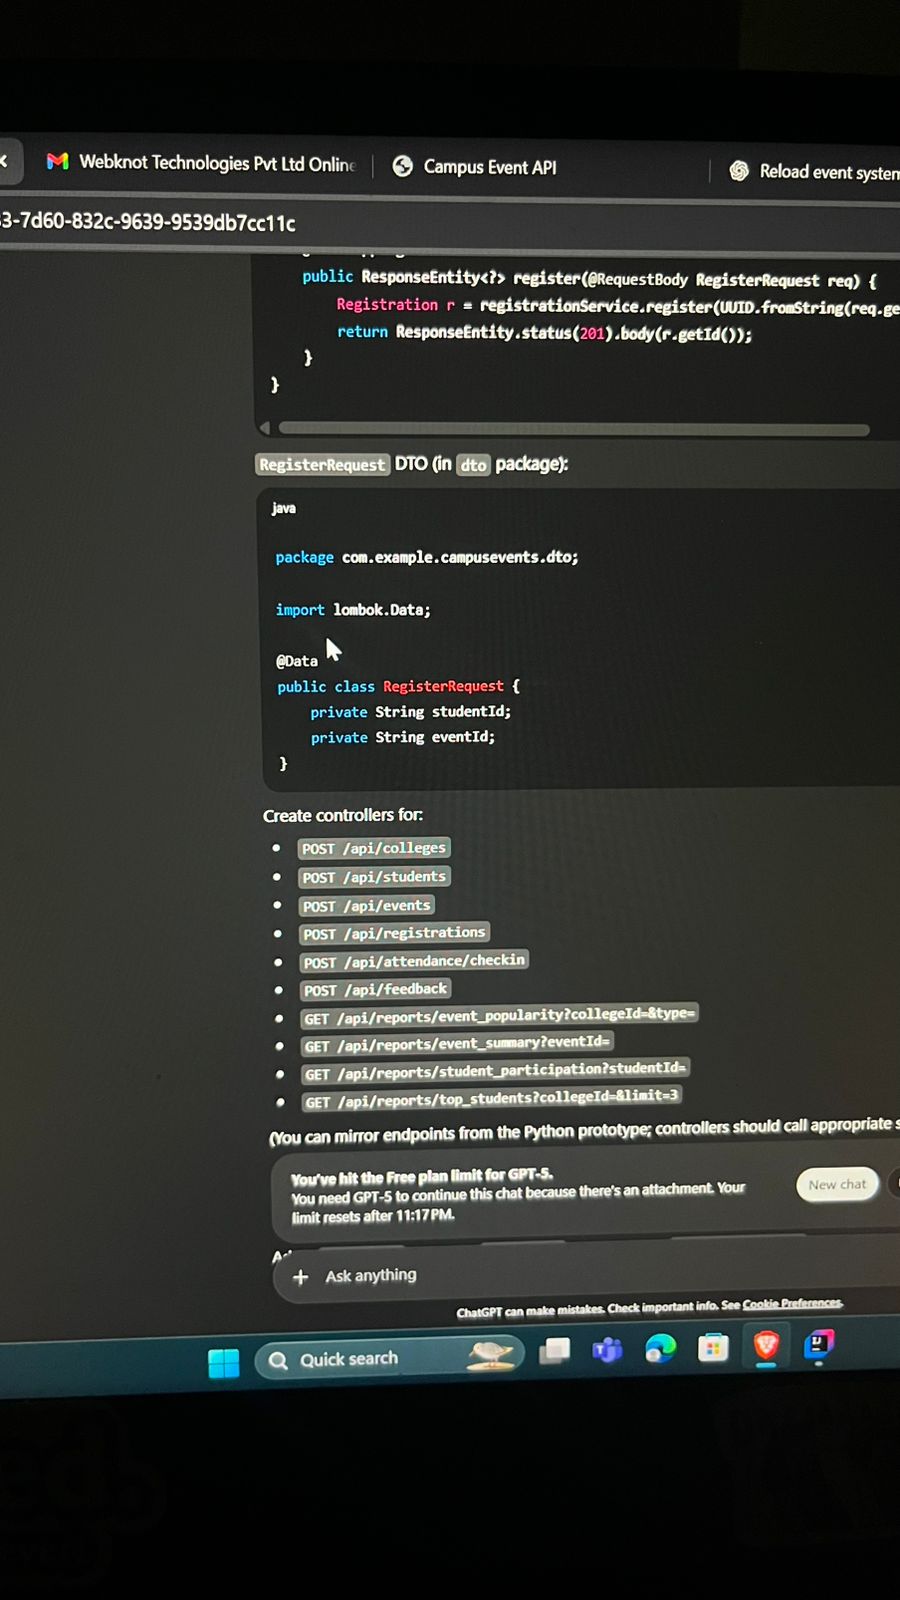 Webknot Technologies Pvt Ltd Online
Campus Event API
Reload event system
3-7d60-832c-9639-9539db7cc11c
public ResponseEntity<?> register(@RequestBody RegisterRequest req) {
Registration r = registrationService.register(UUID.fromString(req.ge
return ResponseEntity.status(201).body(r.getId());
}
}
RegisterRequest DTO (in dto package):
java
package com.example.campusevents.dto;
import lombok.Data;
@Data
public class RegisterRequest {
private String studentId;
private String eventId;
}
Create controllers for:
• POST /api/colleges
• POST /api/students
• POST /api/events
• POST /api/registrations
• POST /api/attendance/checkin
• POST /api/feedback
• GET /api/reports/event_popularity?collegeId=&type=
• GET /api/reports/event_summary?eventId=
• GET /api/reports/student_participation?studentId=
• GET /api/reports/top_students?collegeId=&limit=3
(You can mirror endpoints from the Python prototype; controllers should call appropriate s
You've hit the Free plan limit for GPT-5.
You need GPT-5 to continue this chat because there's an attachment. Your
limit resets after 11:17 PM.
New chat
+ Ask anything
ChatGPT can make mistakes. Check important info. See Cookie Preferences.
Quick search